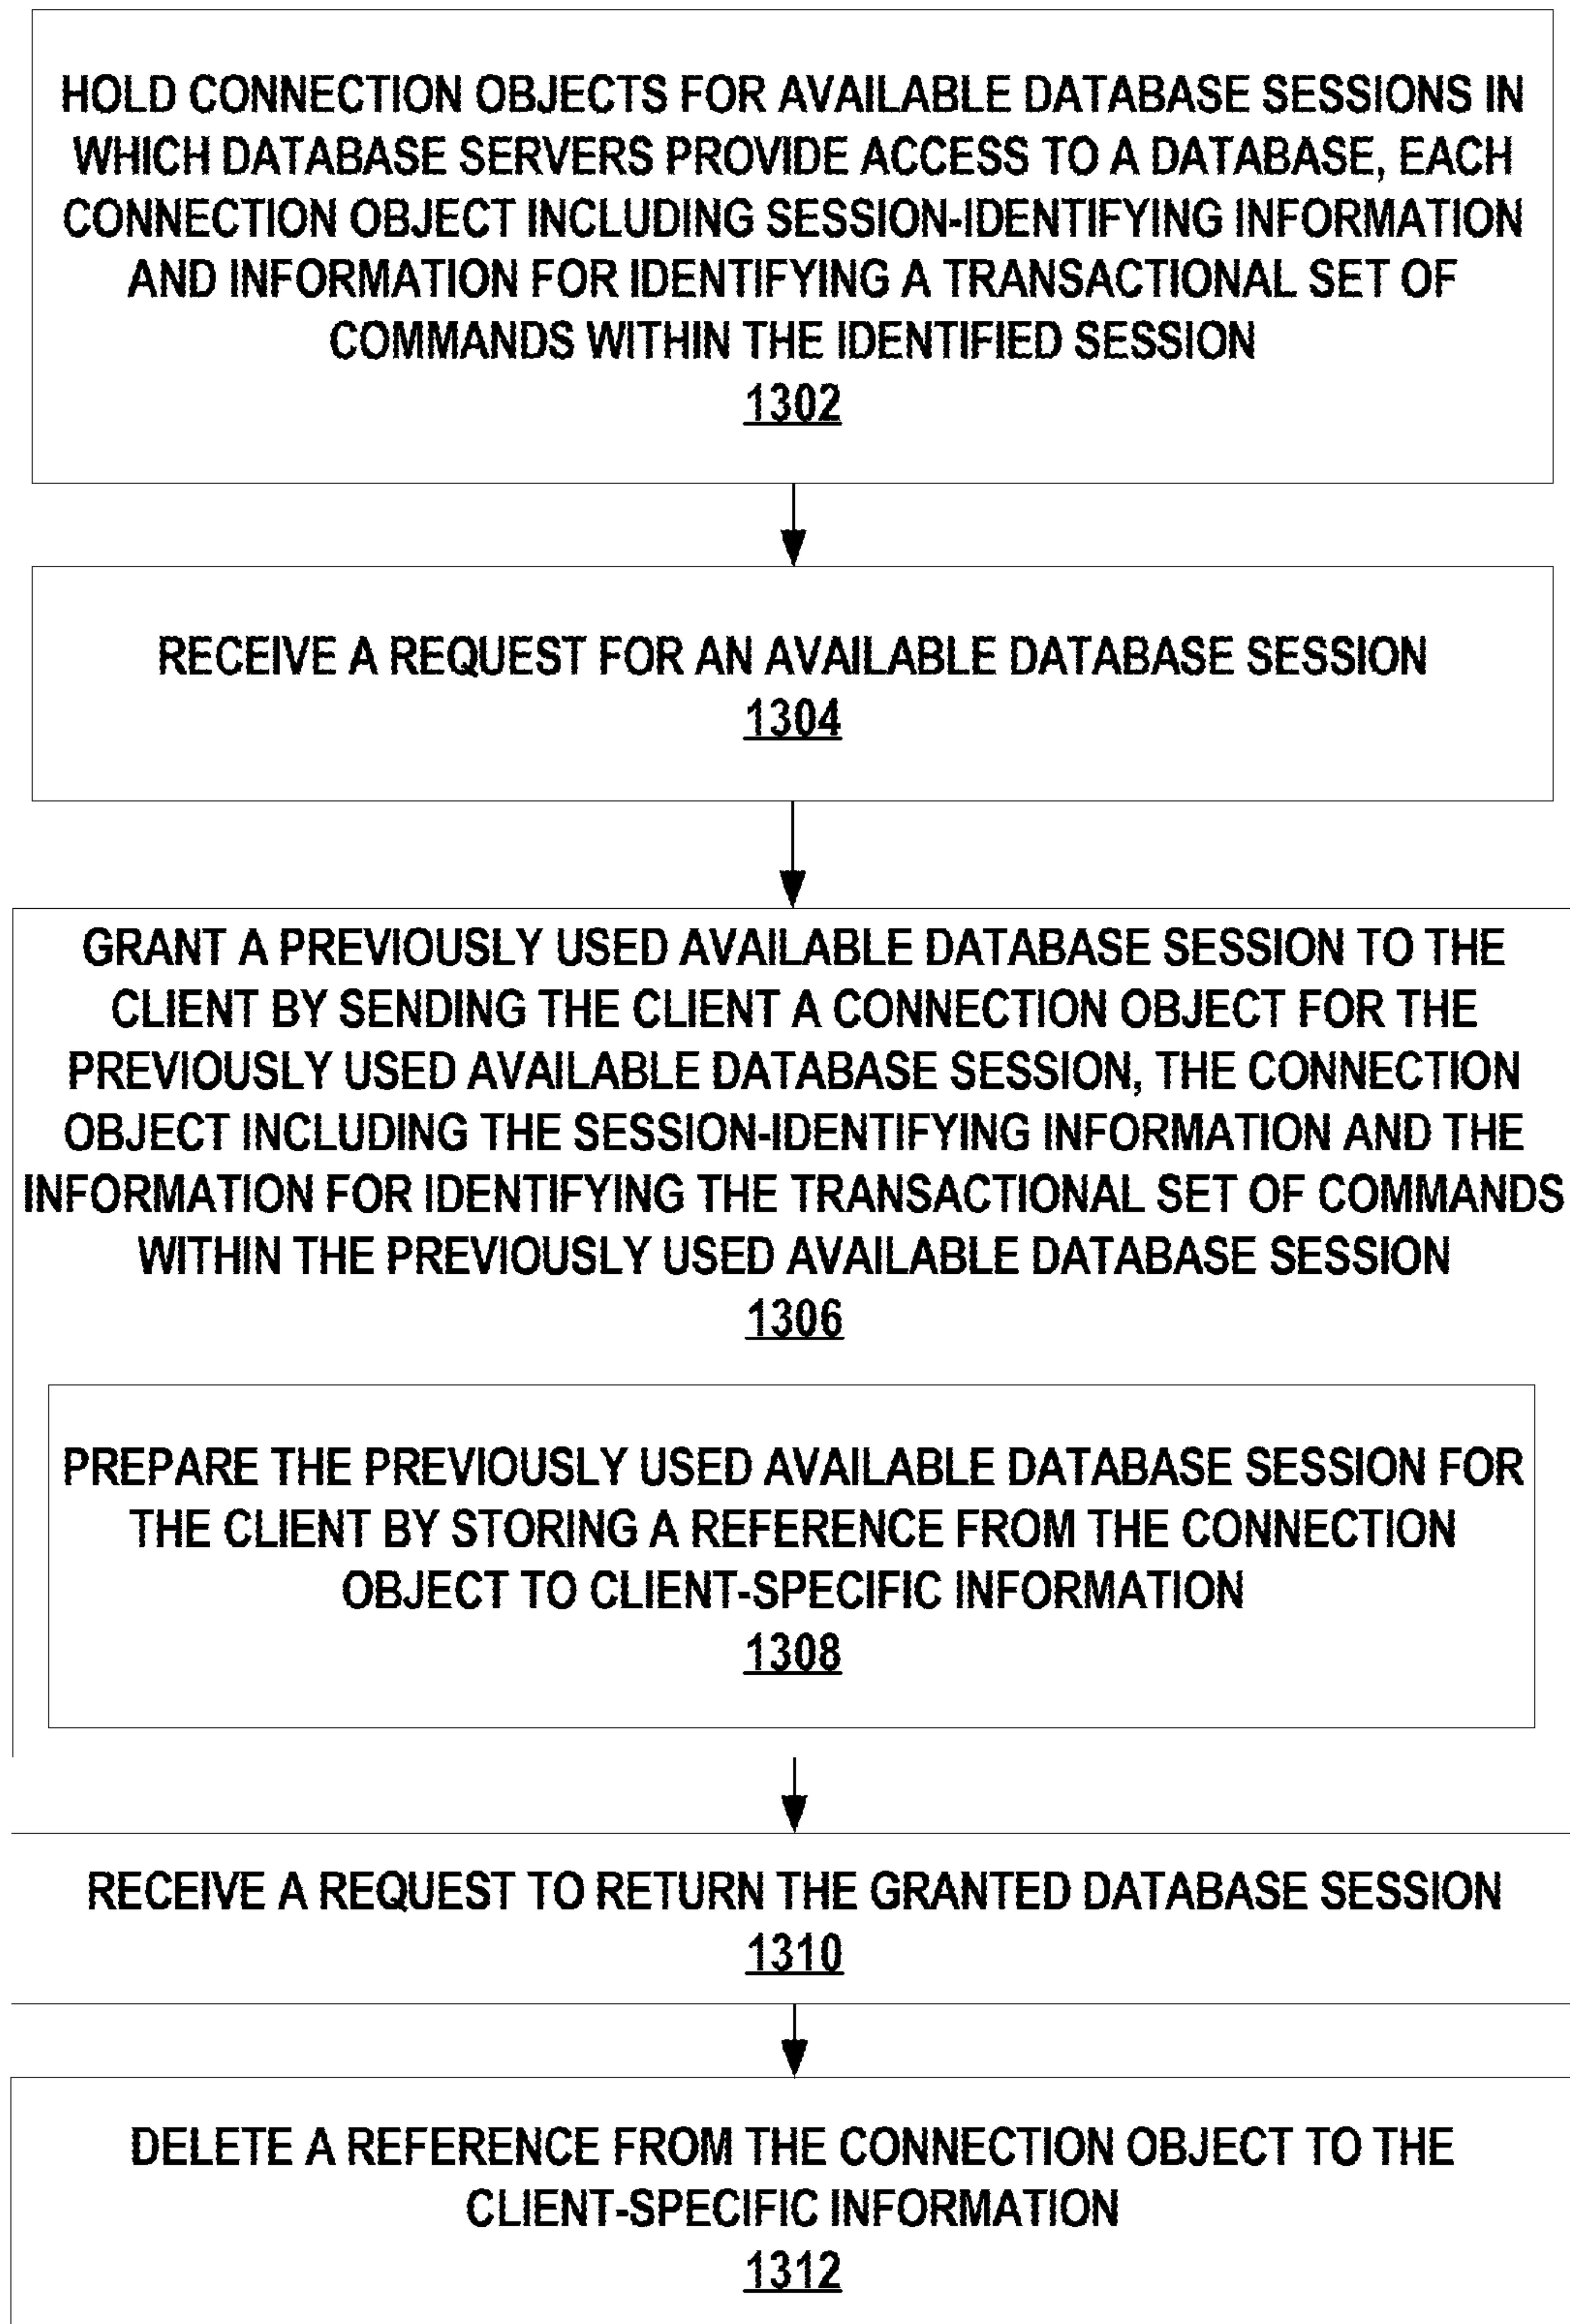 HOLD CONNECTION OBJECTS FOR AVAILABLE DATABASE SESSIONS IN
WHICH DATABASE SERVERS PROVIDE ACCESS TO A DATABASE, EACH
CONNECTION OBJECT INCLUDING SESSION-IDENTIFYING INFORMATION
AND INFORMATION FOR IDENTIFYING A TRANSACTIONAL SET OF
COMMANDS WITHIN THE IDENTIFIED SESSION
1302
RECEIVE A REQUEST FOR AN AVAILABLE DATABASE SESSION
1304
GRANT A PREVIOUSLY USED AVAILABLE DATABASE SESSION TO THE
CLIENT BY SENDING THE CLIENT A CONNECTION OBJECT FOR THE
PREVIOUSLY USED AVAILABLE DATABASE SESSION, THE CONNECTION
OBJECT INCLUDING THE SESSION-IDENTIFYING INFORMATION AND THE
INFORMATION FOR IDENTIFYING THE TRANSACTIONAL SET OF COMMANDS
WITHIN THE PREVIOUSLY USED AVAILABLE DATABASE SESSION
1306
PREPARE THE PREVIOUSLY USED AVAILABLE DATABASE SESSION FOR
THE CLIENT BY STORING A REFERENCE FROM THE CONNECTION
OBJECT TO CLIENT-SPECIFIC INFORMATION
1308
RECEIVE A REQUEST TO RETURN THE GRANTED DATABASE SESSION
1310
DELETE A REFERENCE FROM THE CONNECTION OBJECT TO THE
CLIENT-SPECIFIC INFORMATION
1312